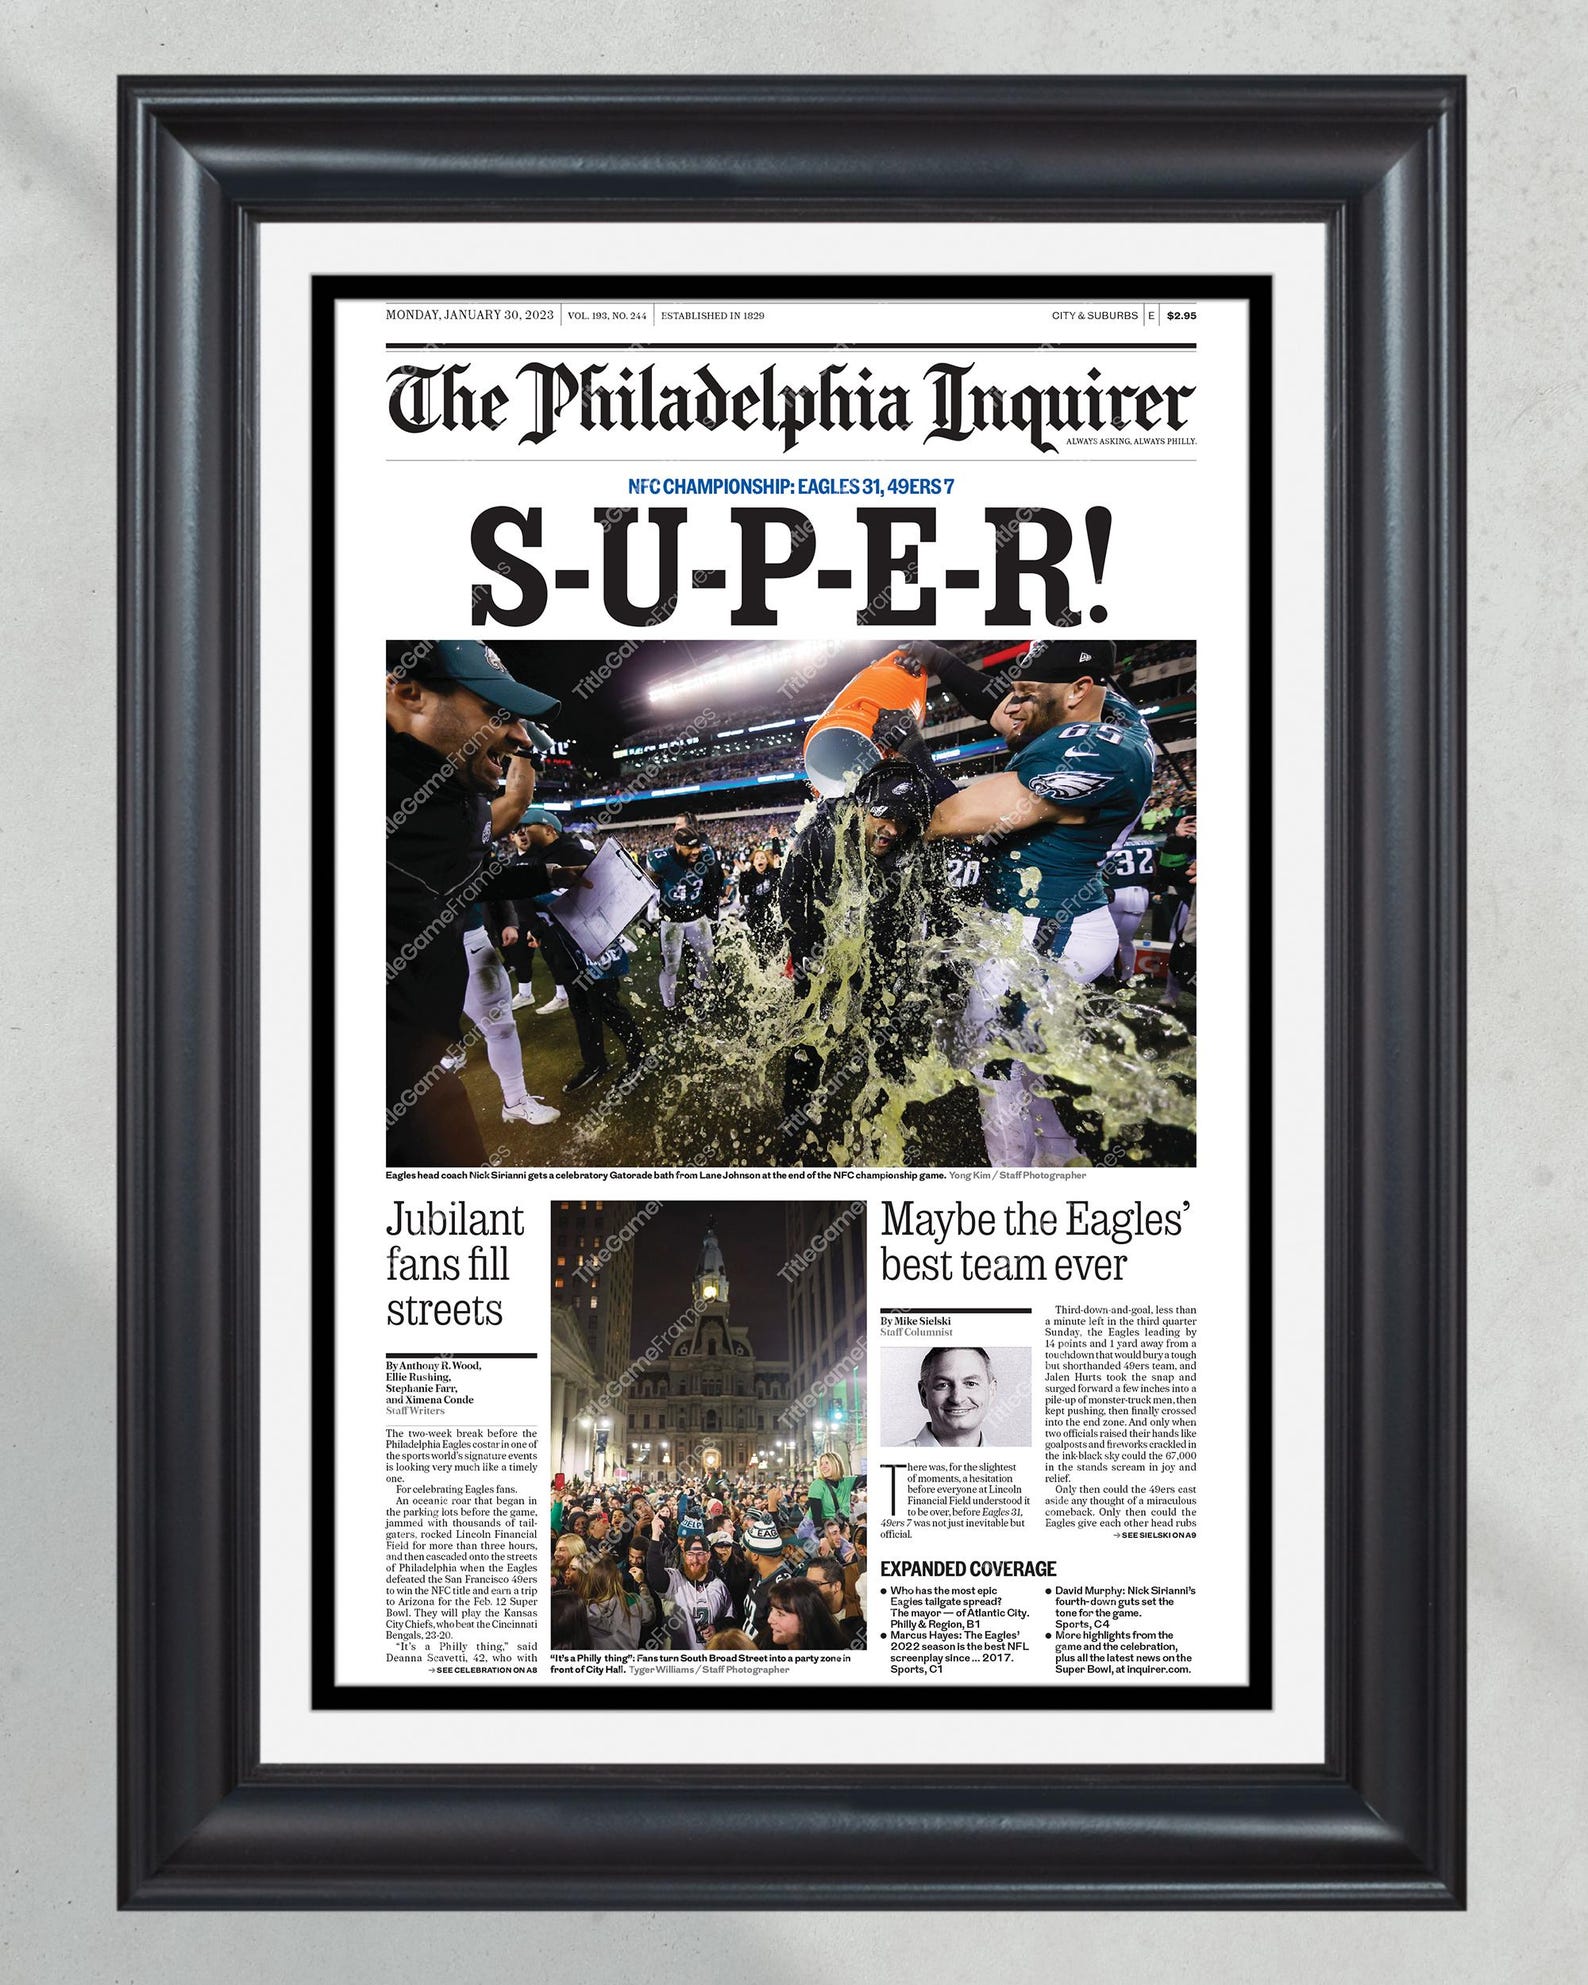 MONDAY, JANUARY 30, 2023
VOL. 193, NO. 244
ESTABLISHED IN 1829
CITY & SUBURBS
E
$2.95
The Philadelphia Inquirer
ALWAYS ASKING. ALWAYS PHILLY.
NFC CHAMPIONSHIP: EAGLES 31, 49ERS 7
S-U-P-E-R!
65
43
20
32
Eagles head coach Nick Sirianni gets a celebratory Gatorade bath from Lane Johnson at the end of the NFC championship game. Yong Kim / Staff Photographer
Jubilant
fans fill
streets
By Anthony R. Wood,
Ellie Rushing,
Stephanie Farr,
and Ximena Conde
Staff Writers
The two-week break before the
Philadelphia Eagles costar in one of
the sports world's signature events
is looking very much like a timely
one.
For celebrating Eagles fans.
An oceanic roar that began in
the parking lots before the game,
jammed with thousands of tail-
gaters, rocked Lincoln Financial
Field for more than three hours,
and then cascaded onto the streets
of Philadelphia when the Eagles
defeated the San Francisco 49ers
to win the NFC title and earn a trip
to Arizona for the Feb. 12 Super
Bowl. They will play the Kansas
City Chiefs, who beat the Cincinnati
Bengals, 23-20.
"It's a Philly thing," said
Deanna Scavetti, 42, who with
→ SEE CELEBRATION ON A8
"It's a Philly thing": Fans turn South Broad Street into a party zone in
front of City Hall. Tyger Williams / Staff Photographer
Maybe the Eagles'
best team ever
By Mike Sielski
Staff Columnist
There was, for the slightest
of moments, a hesitation
before everyone at Lincoln
Financial Field understood it
to be over, before Eagles 31,
49ers 7 was not just inevitable but
official.
Third-down-and-goal, less than
a minute left in the third quarter
Sunday, the Eagles leading by
14 points and 1 yard away from a
touchdown that would bury a tough
but shorthanded 49ers team, and
Jalen Hurts took the snap and
surged forward a few inches into a
pile-up of monster-truck men, then
kept pushing, then finally crossed
into the end zone. And only when
two officials raised their hands like
goalposts and fireworks crackled in
the ink-black sky could the 67,000
in the stands scream in joy and
relief.
Only then could the 49ers cast
aside any thought of a miraculous
comeback. Only then could the
Eagles give each other head rubs
→ SEE SIELSKI ON A9
EXPANDED COVERAGE
● Who has the most epic
Eagles tailgate spread?
The mayor — of Atlantic City.
Philly & Region, B1
● Marcus Hayes: The Eagles'
2022 season is the best NFL
screenplay since ... 2017.
Sports, C1
● David Murphy: Nick Sirianni's
fourth-down guts set the
tone for the game.
Sports, C4
● More highlights from the
game and the celebration,
plus all the latest news on the
Super Bowl, at inquirer.com.
TitleGameFrames